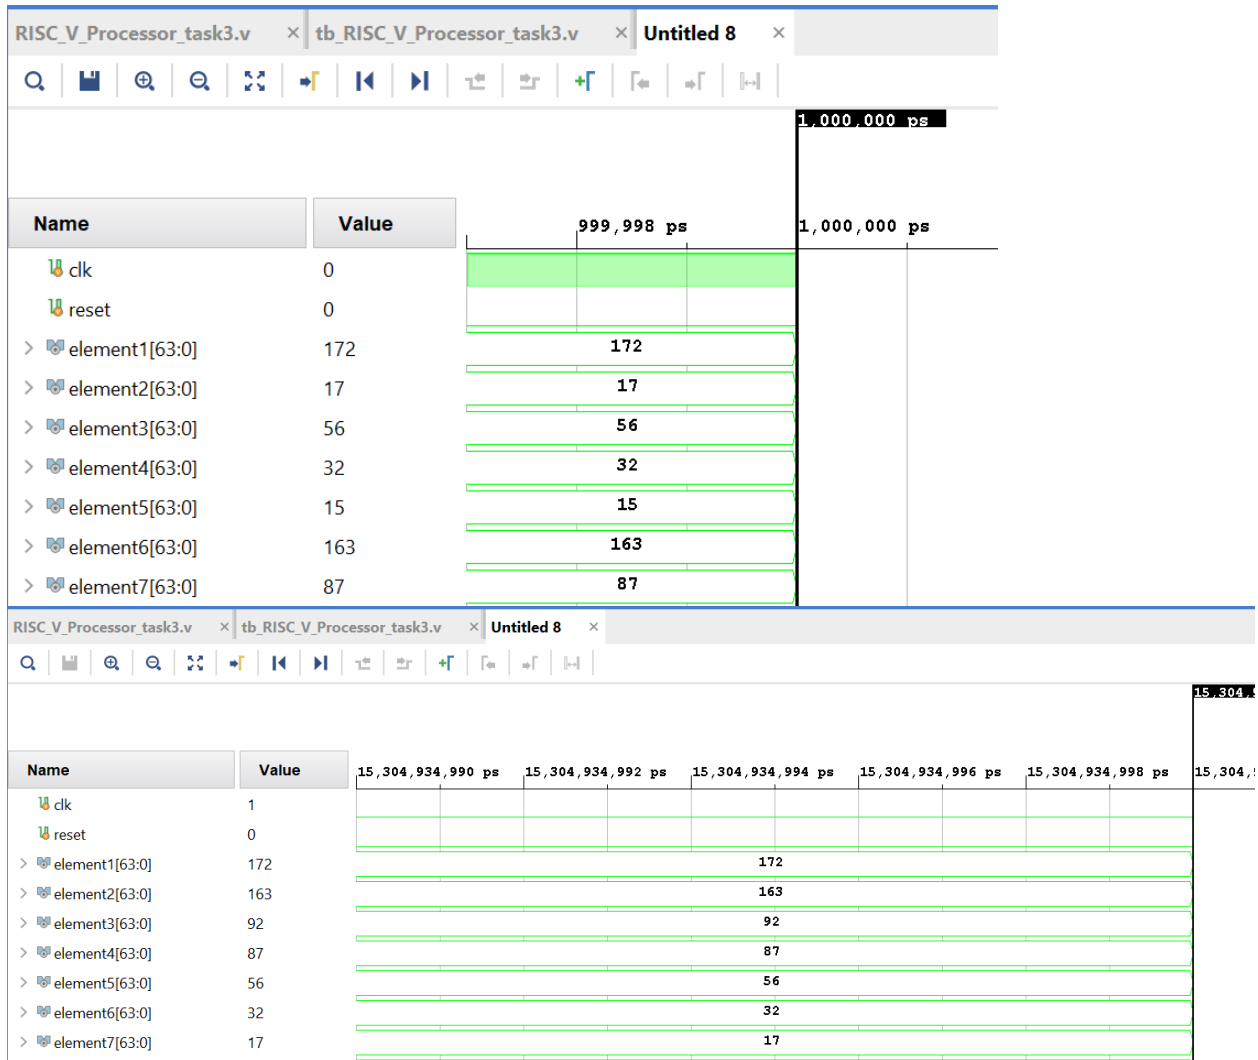 RISC_V_Processor_task3.v × tb_RISC_V_Processor_task3.v × Untitled 8 ×
1,000,000 ps
Name Value 999,998 ps 1,000,000 ps
clk 0
reset 0
element1[63:0] 172 172
element2[63:0] 17 17
element3[63:0] 56 56
element4[63:0] 32 32
element5[63:0] 15 15
element6[63:0] 163 163
element7[63:0] 87 87
RISC_V_Processor_task3.v × tb_RISC_V_Processor_task3.v × Untitled 8 ×
15,304,9
Name Value 15,304,934,990 ps 15,304,934,992 ps 15,304,934,994 ps 15,304,934,996 ps 15,304,934,998 ps 15,304,9
clk 1
reset 0
element1[63:0] 172 172
element2[63:0] 163 163
element3[63:0] 92 92
element4[63:0] 87 87
element5[63:0] 56 56
element6[63:0] 32 32
element7[63:0] 17 17